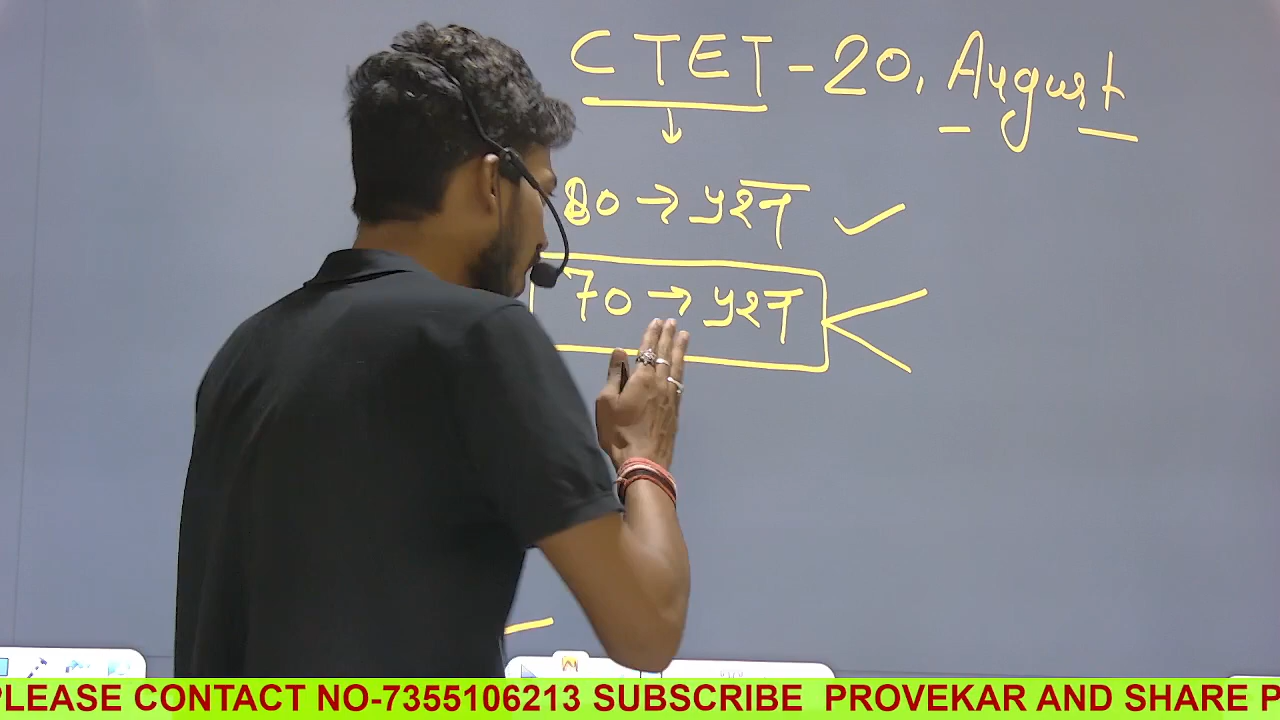 CTET - 20, August
80 → प्रश्न ✓
70 → प्रश्न
PLEASE CONTACT NO-7355106213 SUBSCRIBE PROVEKAR AND SHARE P